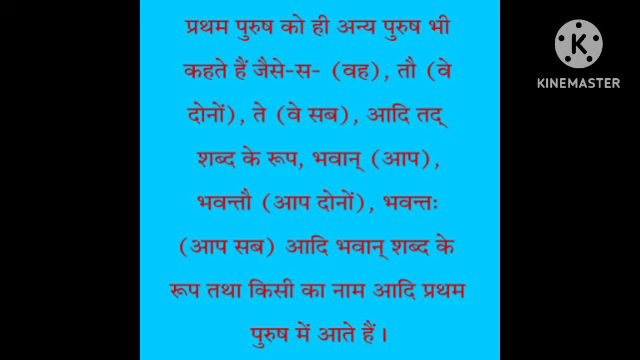 प्रथम पुरुष को ही अन्य पुरुष भी
कहते हैं जैसे-स- (वह), तौ (वे
दोनों), ते (वे सब), आदि तद्
शब्द के रूप, भवान् (आप),
भवन्तौ (आप दोनों), भवन्तः
(आप सब) आदि भवान् शब्द के
रूप तथा किसी का नाम आदि प्रथम
पुरुष में आते हैं।
K
KINEMASTER